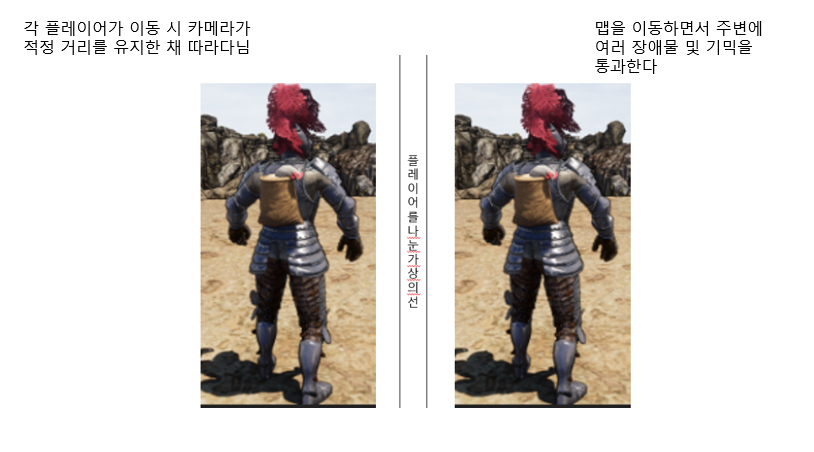 각 플레이어가 이동 시 카메라가
적정 거리를 유지한 채 따라다님
맵을 이동하면서 주변에
여러 장애물 및 기믹을
통과한다
플레이어를나눈가상의선